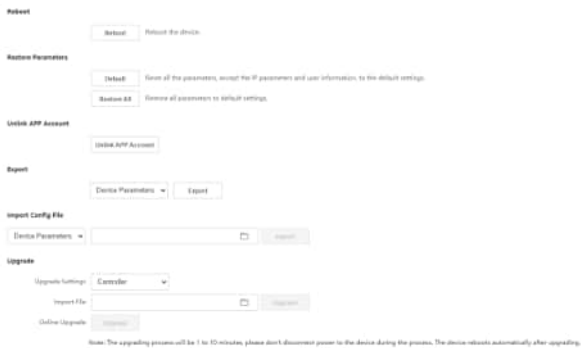 Reboot
Reboot Reboot the device.
Restore Parameters
Default Reset all the parameters, except the IP parameters and user information, to the default settings.
Restore All Restore all parameters to default settings.
Unlink APP Account
Unlink APP Account
Export
Device Parameters Export
Import Config File
Device Parameters Import
Upgrade
Upgrade Settings Controller
Import File Upgrade
Online Upgrade Upgrade
Note: The upgrading process will be 1 to 10 minutes, please don't disconnect power to the device during the process. The device reboots automatically after upgrading.